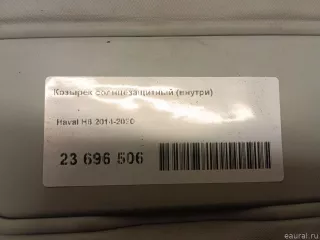 Козырек солнцезащитный (внутри)
Haval H6 2014-2020
23 696 506
© eaural.ru